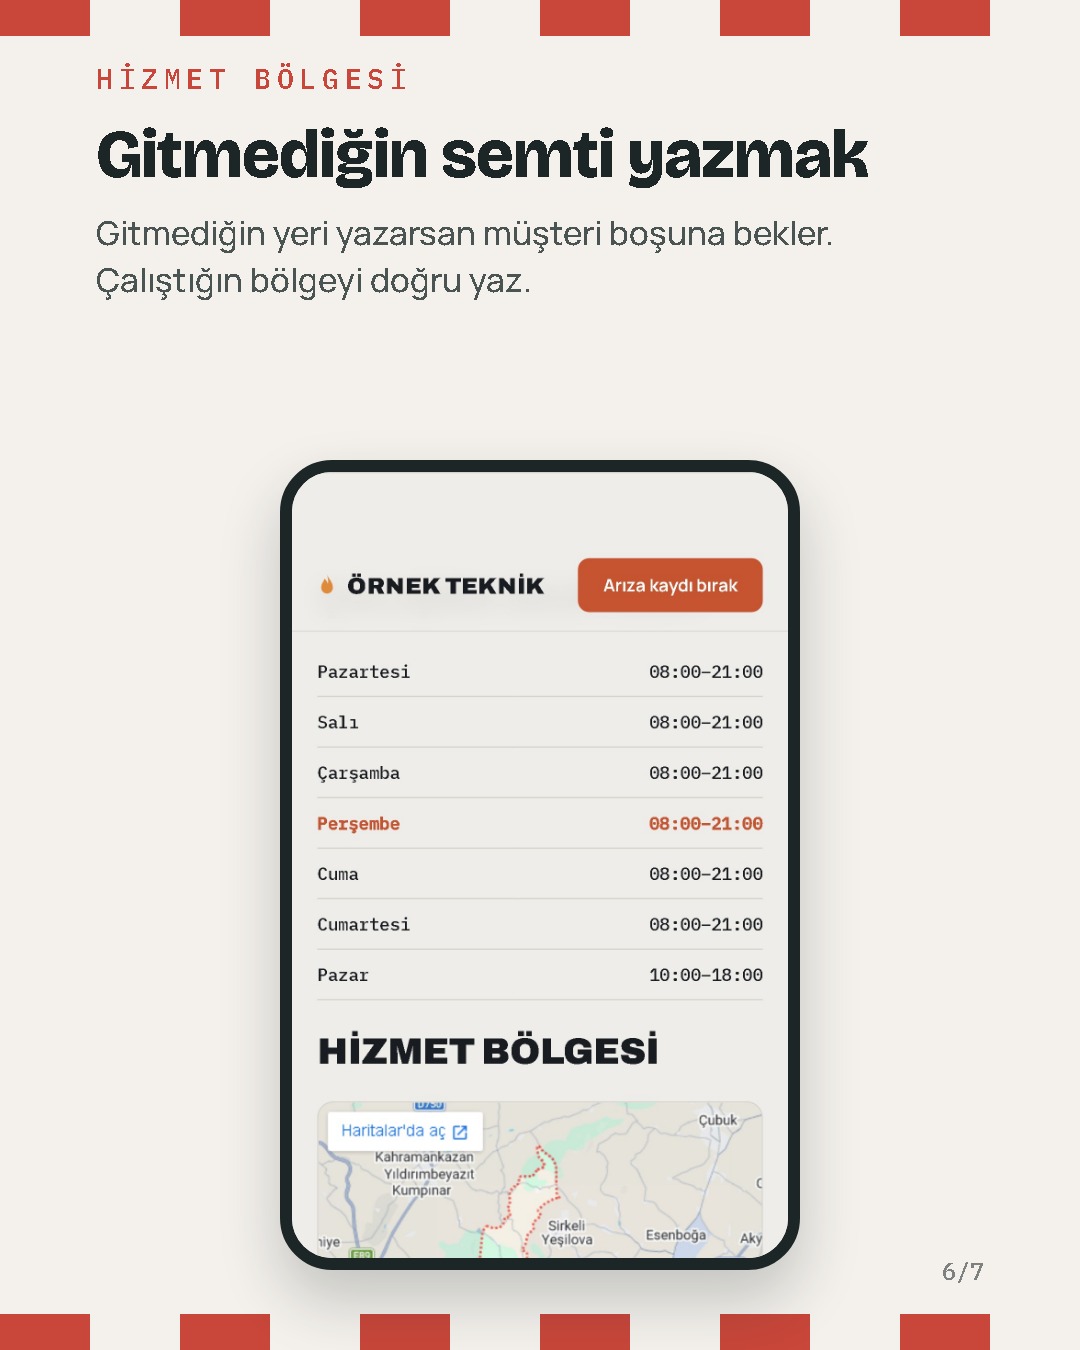 HİZMET BÖLGESİ
Gitmediğin semti yazmak
Gitmediğin yeri yazarsan müşteri boşuna bekler.
Çalıştığın bölgeyi doğru yaz.
ÖRNEK TEKNİK
Arıza kaydı bırak
Pazartesi 08:00–21:00
Salı 08:00–21:00
Çarşamba 08:00–21:00
Perşembe 08:00–21:00
Cuma 08:00–21:00
Cumartesi 08:00–21:00
Pazar 10:00–18:00
HİZMET BÖLGESİ
D750
Haritalar'da aç
Çubuk
Kahramankazan
Yıldırımbeyazıt
Kumpınar
Sirkeli
Yeşilova
Esenboğa
6/7